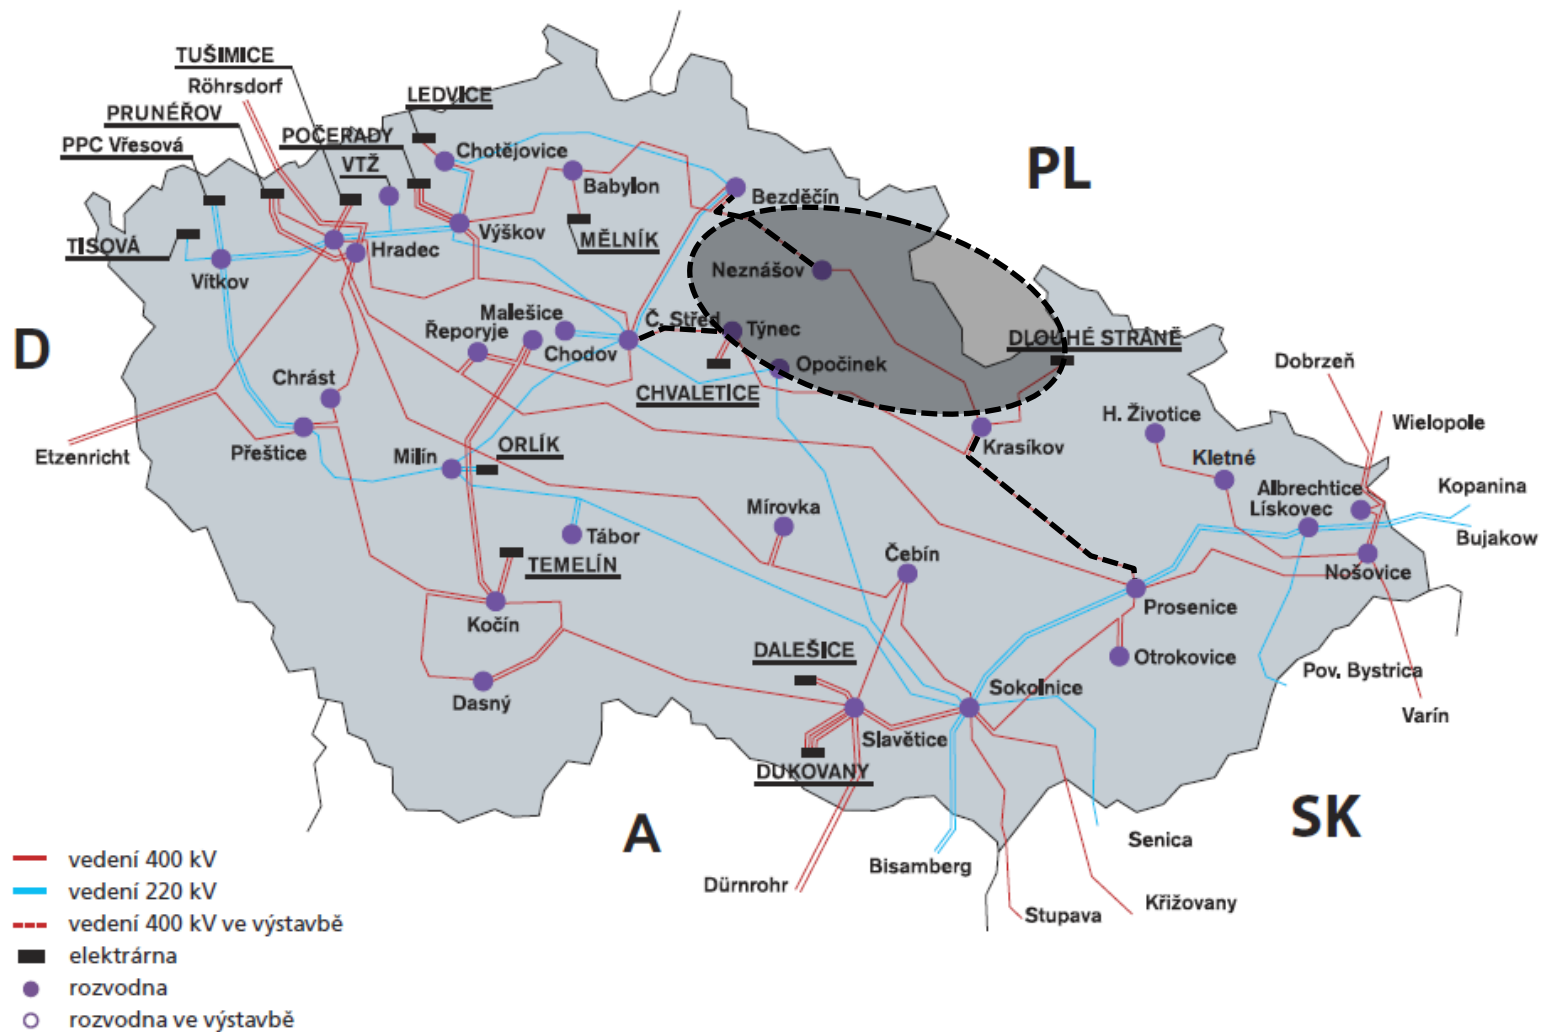 TUŠIMICE
Röhrsdorf
LEDVICE
PRUNÉŘOV
POČERADY
PPC Vřesová
VTŽ
Chotějovice
PL
Babylon
Bezděčín
TISOVÁ
Výškov
MĚLNÍK
Hradec
Vítkov
Neznášov
Malešice
Č. Střed
Týnec
Řeporyje
Chodov
DLOUHÉ STRÁNĚ
D
Opočinek
Dobrzeň
Chrást
CHVALETICE
H. Životice
Wielopole
Etzenricht
Přeštice
Milín
ORLÍK
Krasíkov
Kletné
Albrechtice
Kopanina
Lískovec
Mírovka
Tábor
Bujakow
Čebín
TEMELÍN
Nošovice
Prosenice
Kočín
DALEŠICE
Otrokovice
Pov. Bystrica
Sokolnice
Dasný
Varín
Slavětice
DUKOVANY
SK
A
Senica
vedení 400 kV
Bisamberg
Dürnrohr
vedení 220 kV
Křižovany
Stupava
vedení 400 kV ve výstavbě
elektrárna
rozvodna
rozvodna ve výstavbě